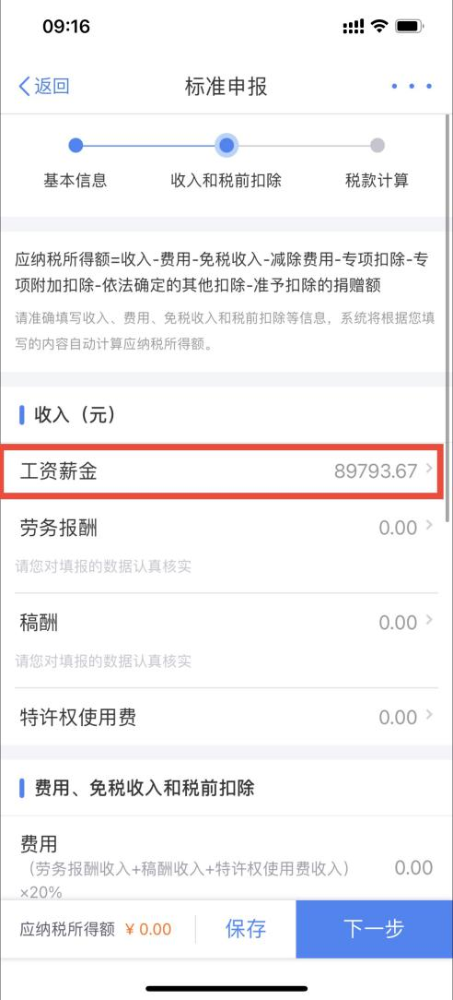 09:16
返回
标准申报
基本信息
收入和税前扣除
税款计算
应纳税所得额=收入-费用-免税收入-减除费用-专项扣除-专
项附加扣除-依法确定的其他扣除-准予扣除的捐赠额
请准确填写收入、费用、免税收入和税前扣除等信息，系统将根据您填
写的内容自动计算应纳税所得额。
收入（元）
工资薪金 89793.67
劳务报酬 0.00
请您对填报的数据认真核实
稿酬 0.00
请您对填报的数据认真核实
特许权使用费 0.00
费用、免税收入和税前扣除
费用
（劳务报酬收入+稿酬收入+特许权使用费收入） 0.00
×20%
应纳税所得额 ￥0.00 保存 下一步